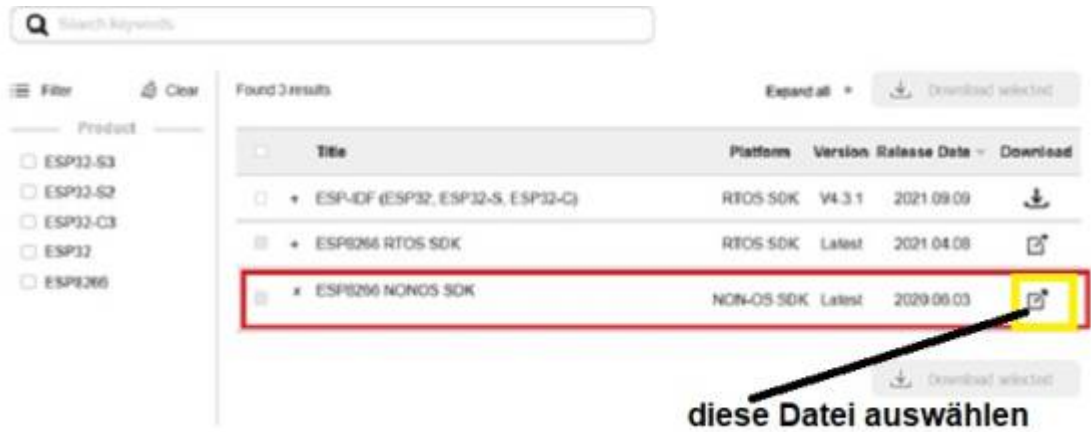 Search keywords
Filter Clear
Product
ESP32-S3
ESP32-S2
ESP32-C3
ESP32
ESP8266
Found 3 results
Expand all + Download selected
Title Platform Version Release Date Download
+ ESP-IDF (ESP32, ESP32-S, ESP32-C) RTOS SDK V4.3.1 2021.09.09
+ ESP8266 RTOS SDK RTOS SDK Latest 2021.04.08
x ESP8266 NONOS SDK NON-OS SDK Latest 2020.06.03
Download selected
diese Datei auswählen